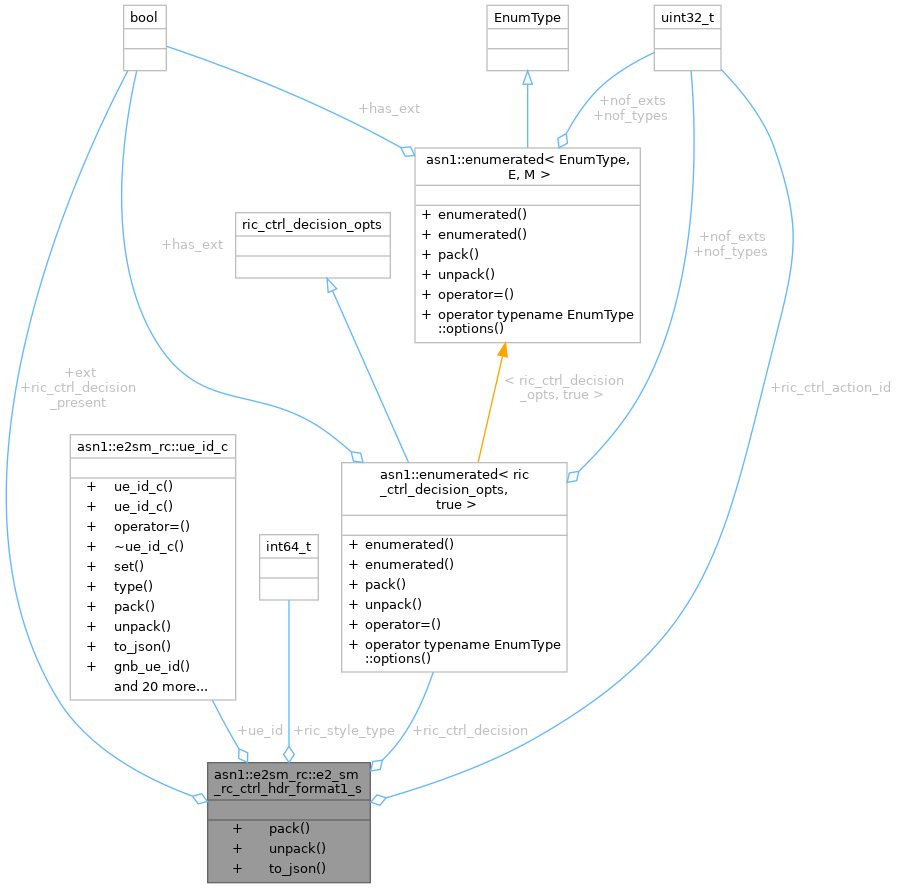 bool
EnumType
uint32_t
+has_ext
+nof_exts
+nof_types
asn1::enumerated< EnumType,
E, M >
+ enumerated()
+ enumerated()
+ pack()
+ unpack()
+ operator=()
+ operator typename EnumType
::options()
ric_ctrl_decision_opts
+has_ext
+nof_exts
+nof_types
+ext
+ric_ctrl_decision
_present
< ric_ctrl_decision
_opts, true >
+ric_ctrl_action_id
asn1::e2sm_rc::ue_id_c
+ ue_id_c()
+ ue_id_c()
+ operator=()
+ ~ue_id_c()
+ set()
+ type()
+ pack()
+ unpack()
+ to_json()
+ gnb_ue_id()
and 20 more...
int64_t
asn1::enumerated< ric
_ctrl_decision_opts,
true >
+ enumerated()
+ enumerated()
+ pack()
+ unpack()
+ operator=()
+ operator typename EnumType
::options()
+ue_id
+ric_style_type
+ric_ctrl_decision
asn1::e2sm_rc::e2_sm
_rc_ctrl_hdr_format1_s
+ pack()
+ unpack()
+ to_json()